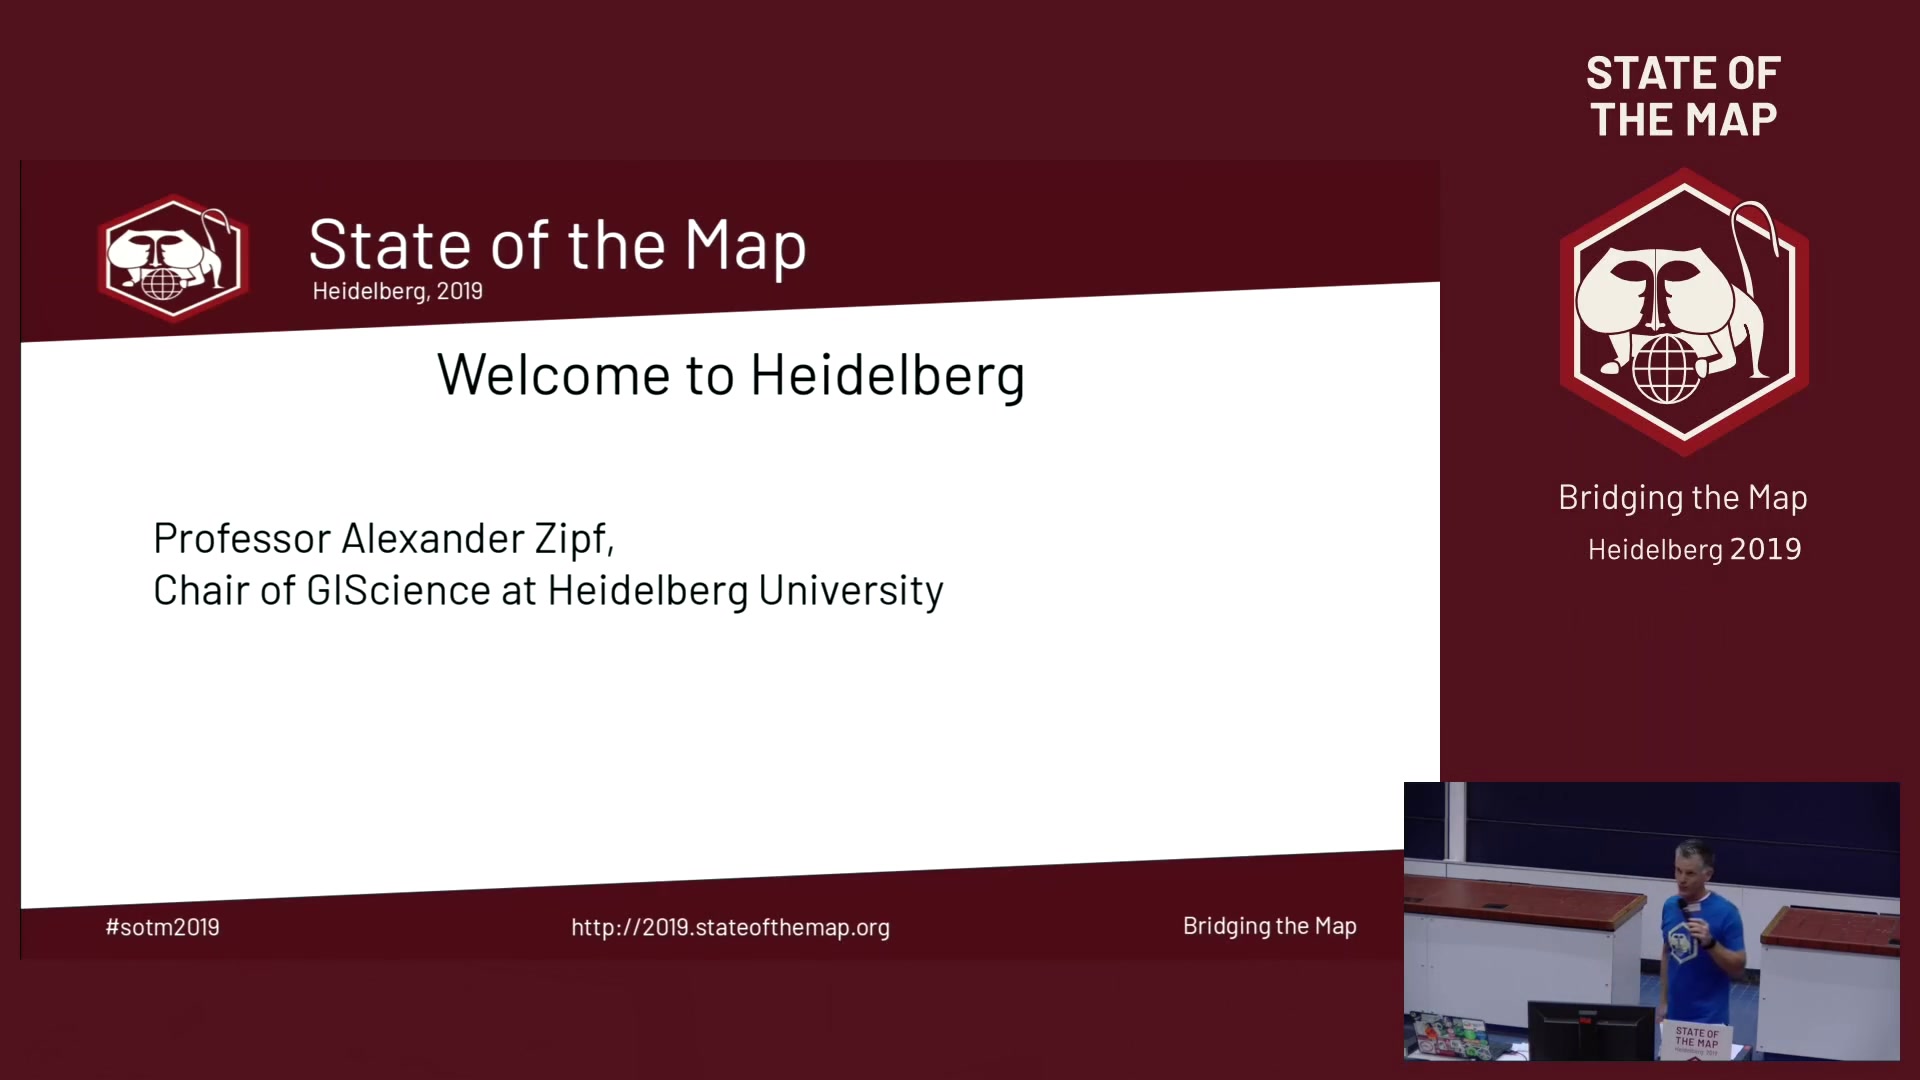 State of the Map
Heidelberg, 2019
Welcome to Heidelberg
Professor Alexander Zipf,
Chair of GIScience at Heidelberg University
#sotm2019
http://2019.stateofthemap.org
Bridging the Map
STATE OF
THE MAP
Bridging the Map
Heidelberg 2019
STATE OF
THE MAP
Heidelberg 2019